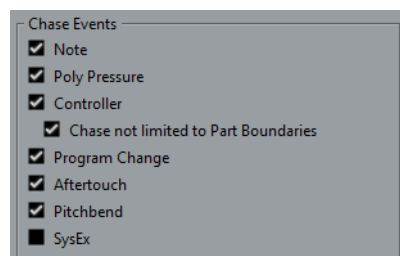 Chase Events
Note
Poly Pressure
Controller
Chase not limited to Part Boundaries
Program Change
Aftertouch
Pitchbend
SysEx